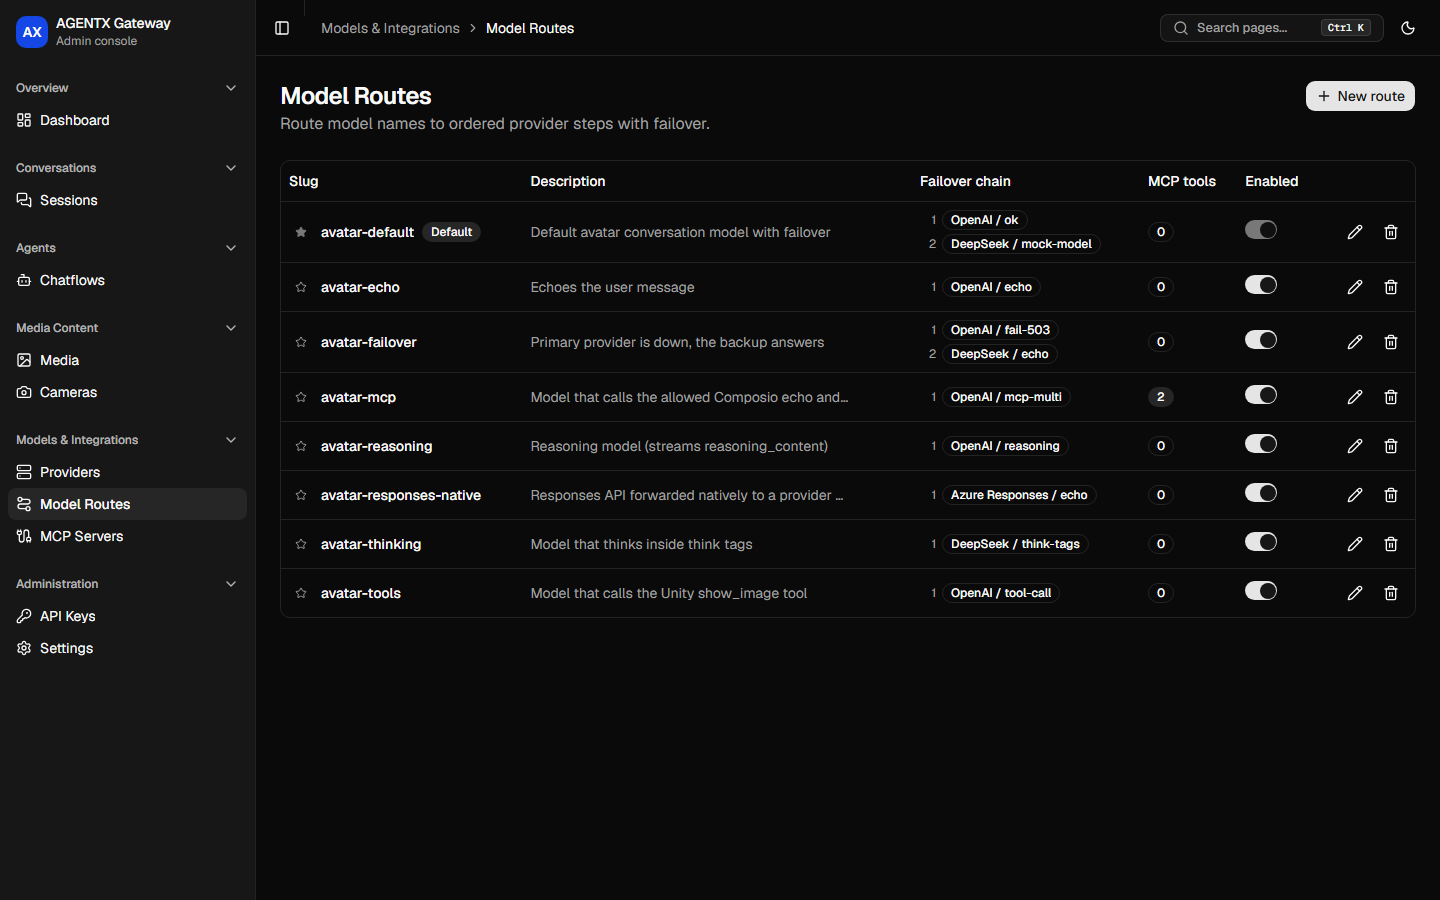 AX
AGENTX Gateway
Admin console
Overview
Dashboard
Conversations
Sessions
Agents
Chatflows
Media Content
Media
Cameras
Models & Integrations
Providers
Model Routes
MCP Servers
Administration
API Keys
Settings
Models & Integrations > Model Routes
Search pages... Ctrl K
Model Routes
Route model names to ordered provider steps with failover.
+ New route
Slug Description Failover chain MCP tools Enabled
avatar-default Default Default avatar conversation model with failover 1 OpenAI / ok 0
2 DeepSeek / mock-model
avatar-echo Echoes the user message 1 OpenAI / echo 0
avatar-failover Primary provider is down, the backup answers 1 OpenAI / fail-503 0
2 DeepSeek / echo
avatar-mcp Model that calls the allowed Composio echo and... 1 OpenAI / mcp-multi 2
avatar-reasoning Reasoning model (streams reasoning_content) 1 OpenAI / reasoning 0
avatar-responses-native Responses API forwarded natively to a provider ... 1 Azure Responses / echo 0
avatar-thinking Model that thinks inside think tags 1 DeepSeek / think-tags 0
avatar-tools Model that calls the Unity show_image tool 1 OpenAI / tool-call 0